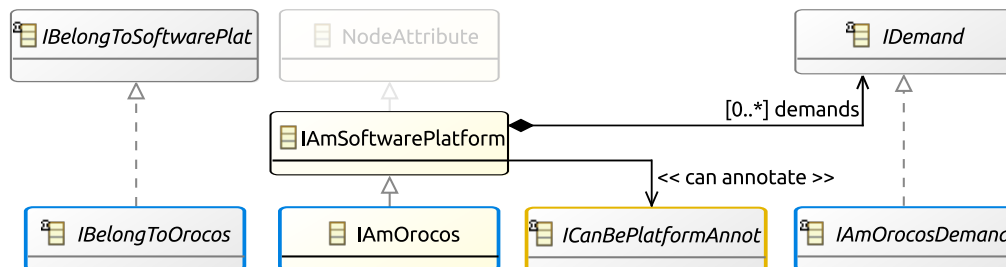 IBelongToSoftwarePlat
NodeAttribute
IDemand
[0..*] demands
IAmSoftwarePlatform
<< can annotate >>
IBelongToOrocos
IAmOrocos
ICanBePlatformAnnot
IAmOrocosDemand